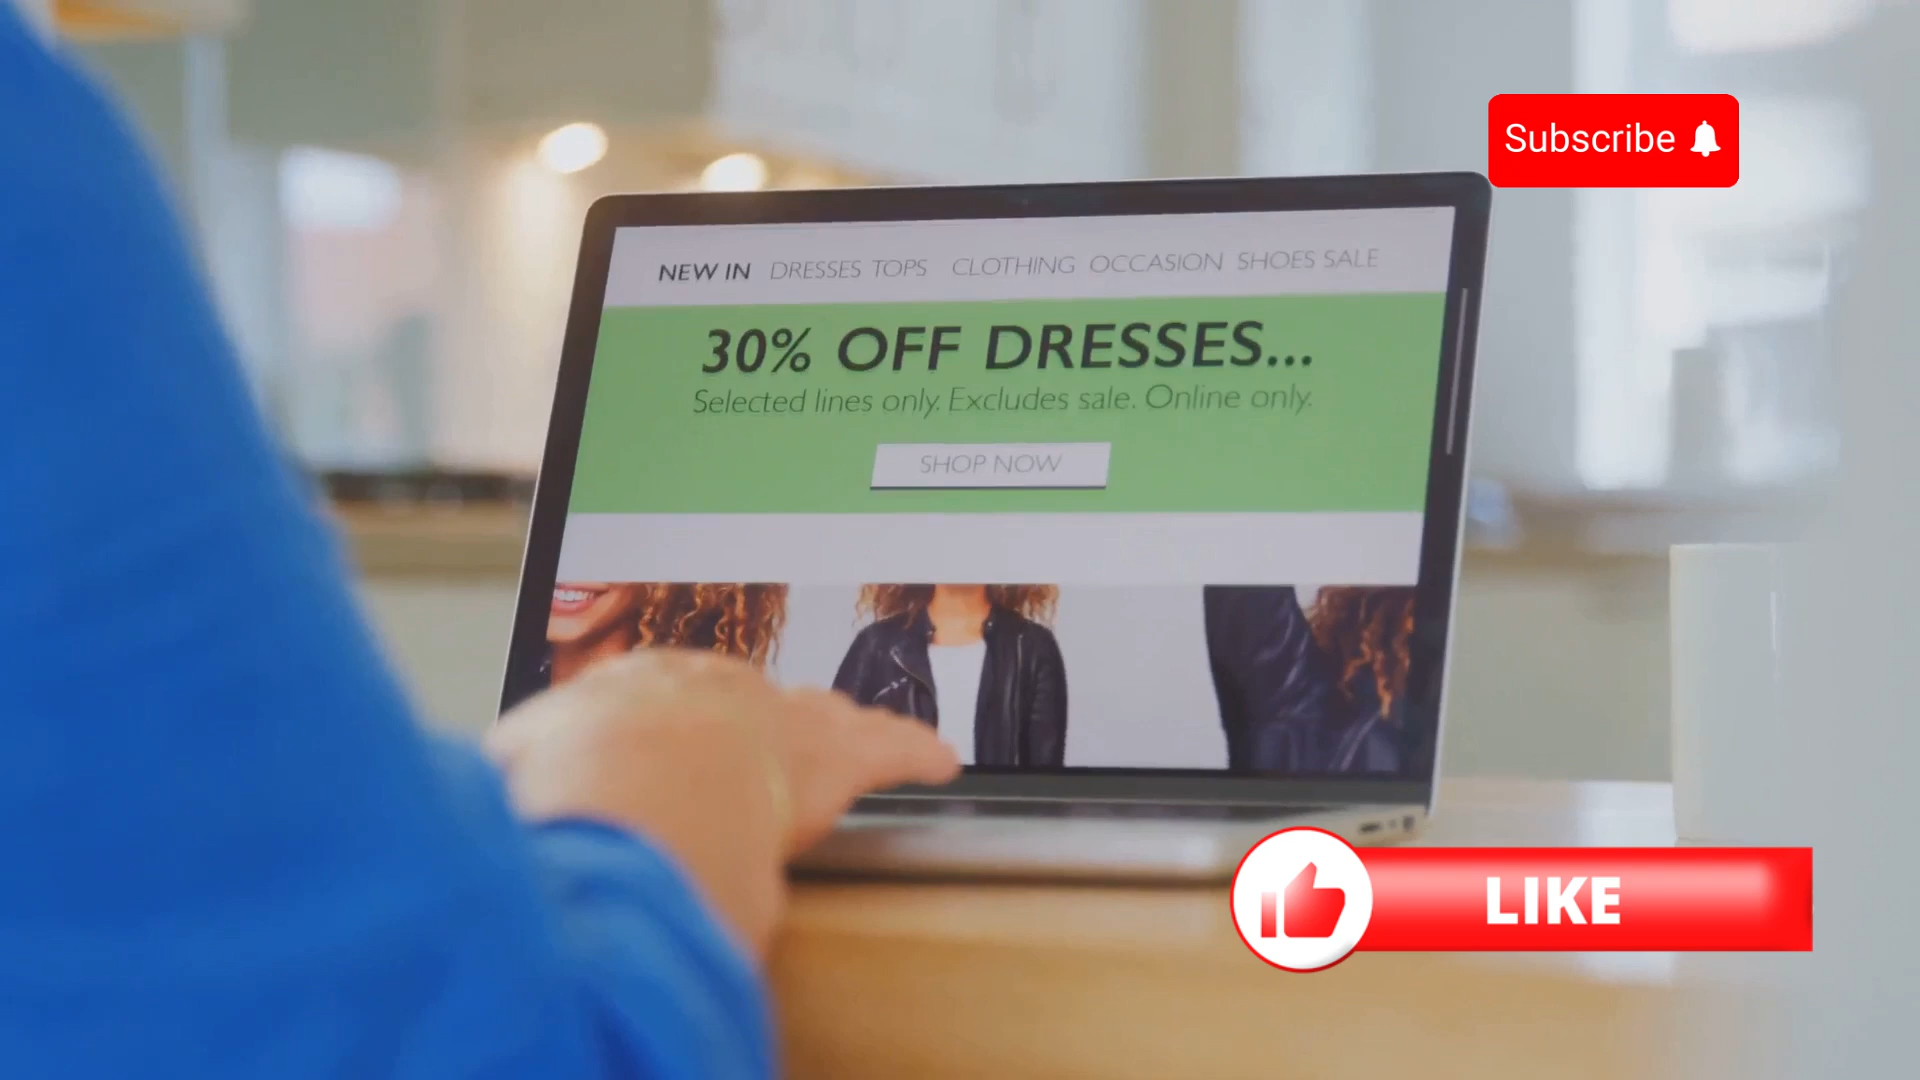 Subscribe
NEW IN DRESSES TOPS CLOTHING OCCASION SHOES SALE
30% OFF DRESSES...
Selected lines only. Excludes sale. Online only.
SHOP NOW
LIKE